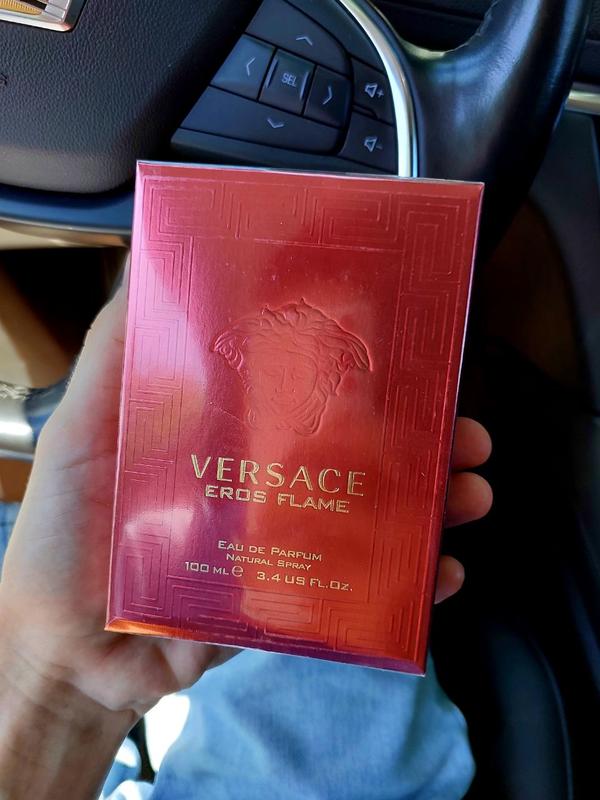 SEL
VERSACE
EROS FLAME
EAU DE PARFUM
NATURAL SPRAY
100 ML ℮ 3.4 US FL.OZ.